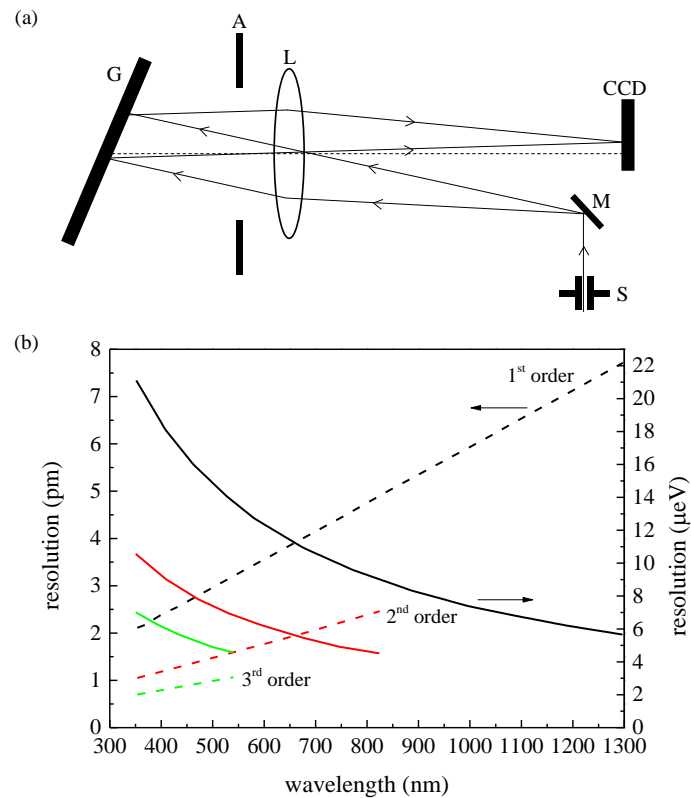 (a)
A
G
L
CCD
M
S
(b)
8
7
6
5
4
3
2
1
0
resolution (pm)
1st order
2nd order
3rd order
22
20
18
16
14
12
10
8
6
4
2
0
resolution (µeV)
300 400 500 600 700 800 900 1000 1100 1200 1300
wavelength (nm)